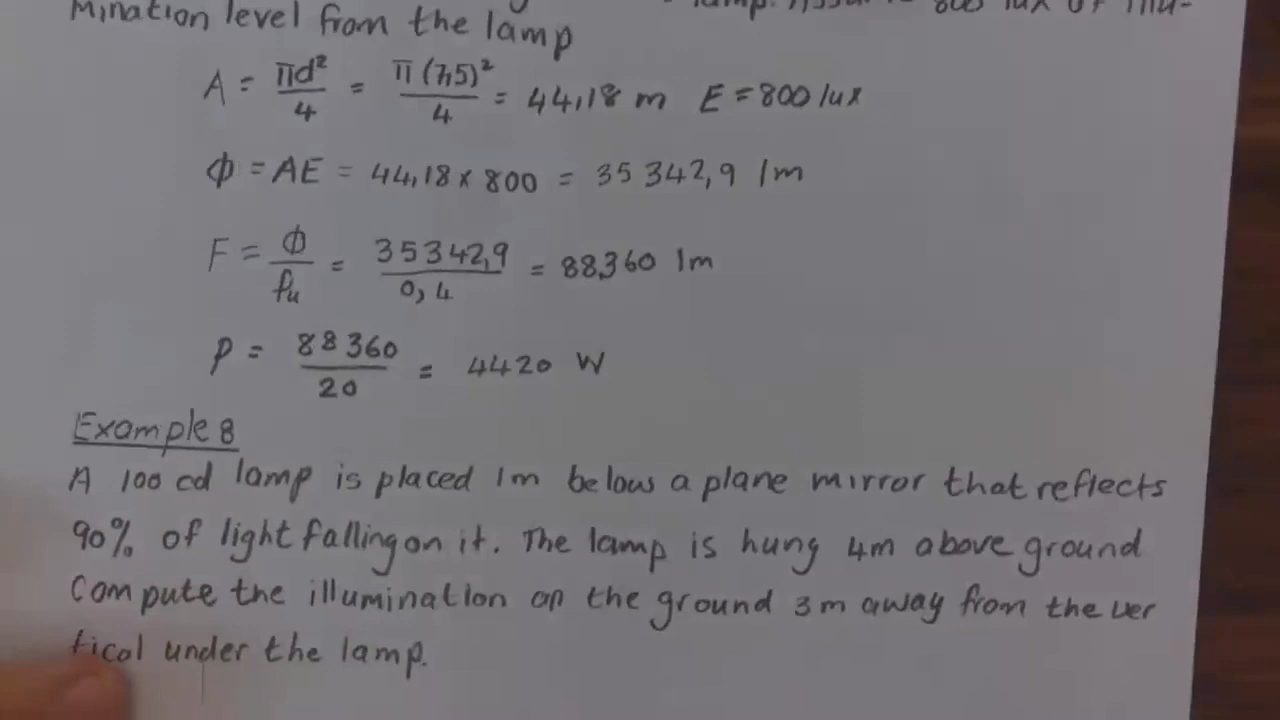 mination level from the lamp
A = πd²/4 = π(7,5)²/4 = 44,18 m E = 800 lux
Φ = AE = 44,18 x 800 = 35 342,9 lm
F = Φ/fu = 35342,9/0,4 = 88360 lm
P = 88360/20 = 4420 W
Example 8
A 100 cd lamp is placed 1m below a plane mirror that reflects
90% of light falling on it. The lamp is hung 4m above ground
Compute the illumination on the ground 3m away from the ver
tical under the lamp.